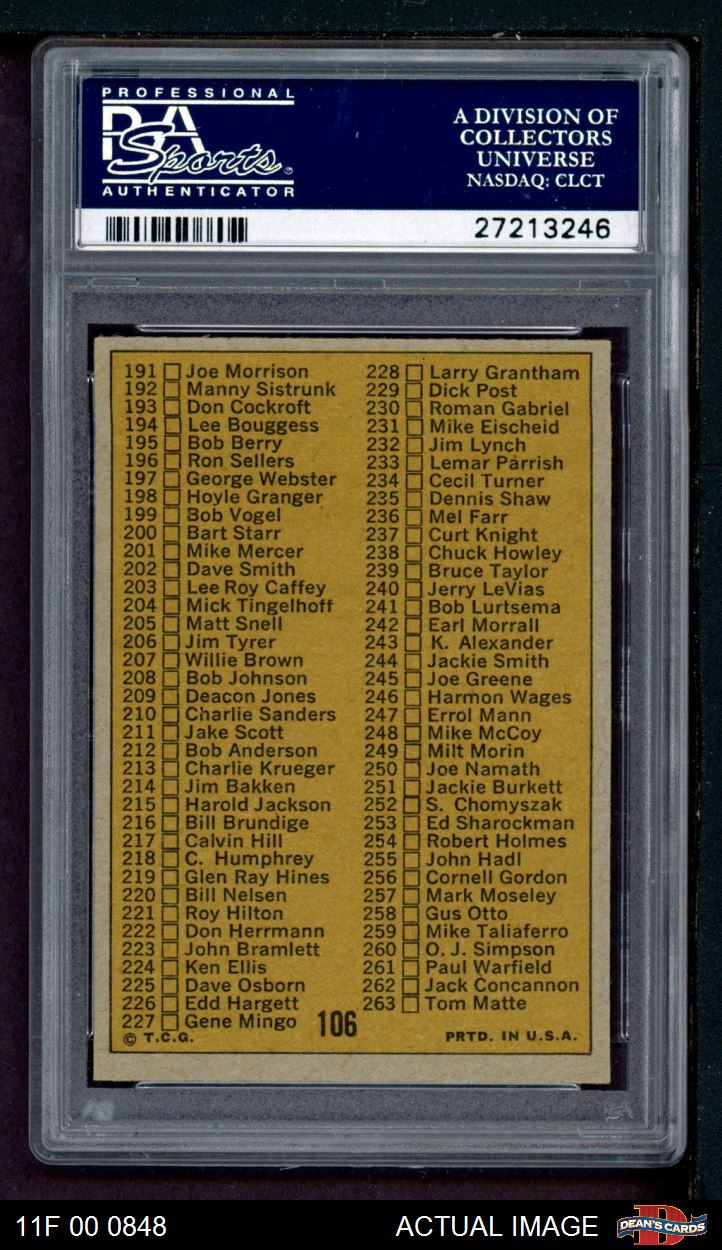 PROFESSIONAL
PSA
Sports®
AUTHENTICATOR
A DIVISION OF
COLLECTORS
UNIVERSE
NASDAQ: CLCT
27213246
191 Joe Morrison
192 Manny Sistrunk
193 Don Cockroft
194 Lee Bouggess
195 Bob Berry
196 Ron Sellers
197 George Webster
198 Hoyle Granger
199 Bob Vogel
200 Bart Starr
201 Mike Mercer
202 Dave Smith
203 Lee Roy Caffey
204 Mick Tingelhoff
205 Matt Snell
206 Jim Tyrer
207 Willie Brown
208 Bob Johnson
209 Deacon Jones
210 Charlie Sanders
211 Jake Scott
212 Bob Anderson
213 Charlie Krueger
214 Jim Bakken
215 Harold Jackson
216 Bill Brundige
217 Calvin Hill
218 C. Humphrey
219 Glen Ray Hines
220 Bill Nelsen
221 Roy Hilton
222 Don Herrmann
223 John Bramlett
224 Ken Ellis
225 Dave Osborn
226 Edd Hargett
227 Gene Mingo
228 Larry Grantham
229 Dick Post
230 Roman Gabriel
231 Mike Eischeid
232 Jim Lynch
233 Lemar Parrish
234 Cecil Turner
235 Dennis Shaw
236 Mel Farr
237 Curt Knight
238 Chuck Howley
239 Bruce Taylor
240 Jerry LeVias
241 Bob Lurtsema
242 Earl Morrall
243 K. Alexander
244 Jackie Smith
245 Joe Greene
246 Harmon Wages
247 Errol Mann
248 Mike McCoy
249 Milt Morin
250 Joe Namath
251 Jackie Burkett
252 S. Chomyszak
253 Ed Sharockman
254 Robert Holmes
255 John Hadl
256 Cornell Gordon
257 Mark Moseley
258 Gus Otto
259 Mike Taliaferro
260 O. J. Simpson
261 Paul Warfield
262 Jack Concannon
263 Tom Matte
106
© T.C.G.
PRTD. IN U.S.A.
11F 00 0848
ACTUAL IMAGE
DEAN'S CARDS